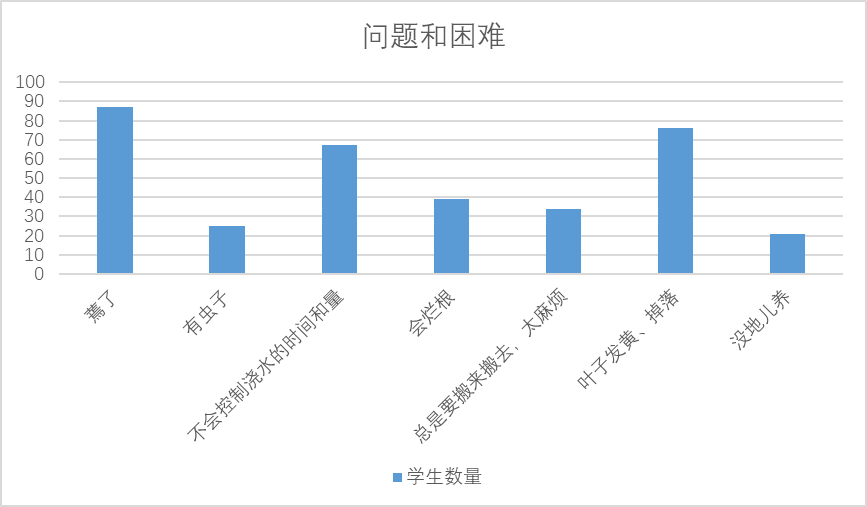 问题和困难
100
90
80
70
60
50
40
30
20
10
0
蔫了
有虫子
不会控制浇水的时间和量
会烂根
总是要搬来搬去，太麻烦
叶子发黄、掉落
没地儿养
学生数量